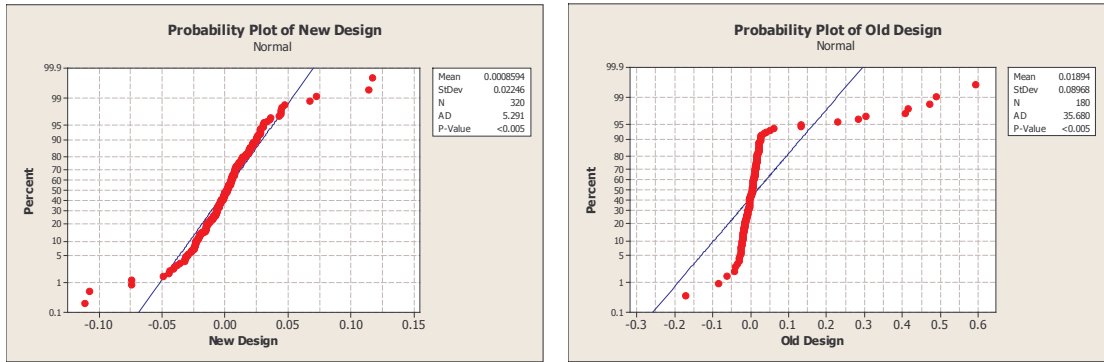 Probability Plot of New Design
Normal
99.9
99
95
90
80
70
60
50
40
30
20
10
5
1
0.1
Percent
-0.10
-0.05
0.00
0.05
0.10
0.15
New Design
Mean 0.0008594
StDev 0.02246
N 320
AD 5.291
P-Value <0.005
Probability Plot of Old Design
Normal
99.9
99
95
90
80
70
60
50
40
30
20
10
5
1
0.1
Percent
-0.3
-0.2
-0.1
0.0
0.1
0.2
0.3
0.4
0.5
0.6
Old Design
Mean 0.01894
StDev 0.08968
N 180
AD 35.680
P-Value <0.005